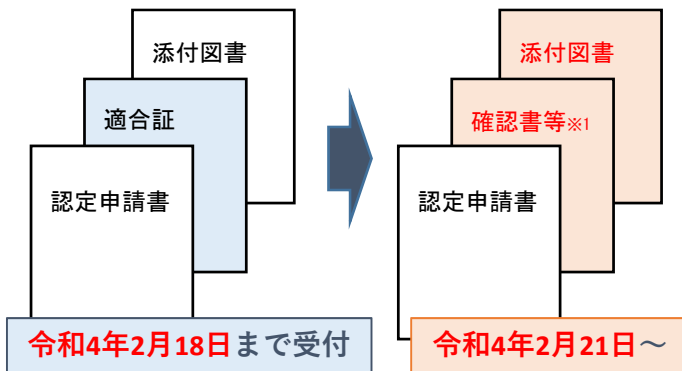 添付図書
適合証
認定申請書
令和4年2月18日まで受付
添付図書
確認書等※1
認定申請書
令和4年2月21日～